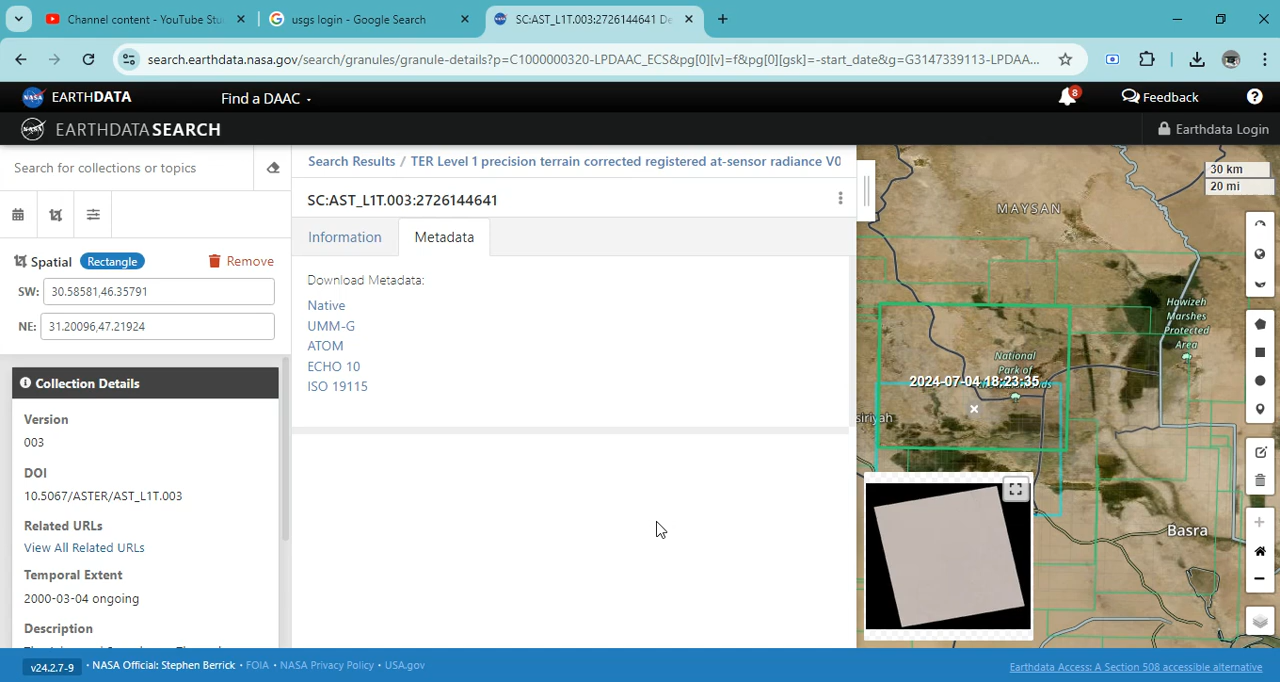 Channel content - YouTube Stu
usgs login - Google Search
SC:AST_L1T.003:2726144641 De
search.earthdata.nasa.gov/search/granules/granule-details?p=C1000000320-LPDAAC_ECS&pg[0][v]=f&pg[0][gsk]=-start_date&g=G3147339113-LPDAA...
NASA EARTHDATA
Find a DAAC
8
Feedback
?
NASA EARTHDATA SEARCH
Earthdata Login
Search for collections or topics
Search Results / TER Level 1 precision terrain corrected registered at-sensor radiance V0
SC:AST_L1T.003:2726144641
Information
Metadata
Spatial
Rectangle
Remove
SW: 30.58581,46.35791
NE: 31.20096,47.21924
Download Metadata:
Native
UMM-G
ATOM
ECHO 10
ISO 19115
Collection Details
Version
003
DOI
10.5067/ASTER/AST_L1T.003
Related URLs
View All Related URLs
Temporal Extent
2000-03-04 ongoing
Description
30 km
20 mi
MAYSAN
Hawizeh
Marshes
Protected
Area
National
Park of
2024-07-04 18:23:35
siriyah
Basra
v24.2.7-9
• NASA Official: Stephen Berrick • FOIA • NASA Privacy Policy • USA.gov
Earthdata Access: A Section 508 accessible alternative